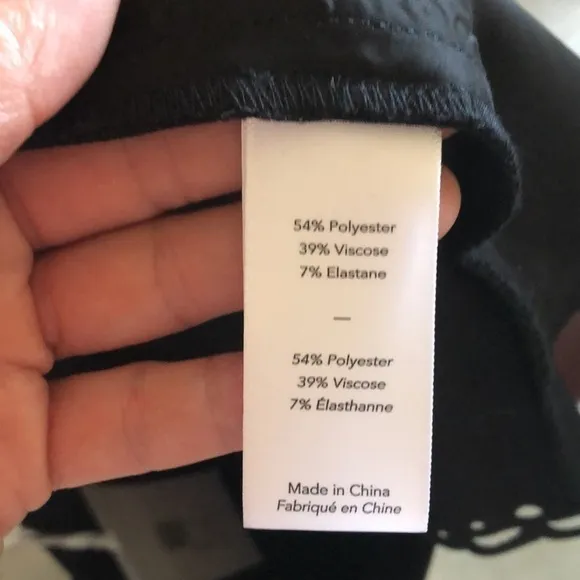 54% Polyester
39% Viscose
7% Elastane
—
54% Polyester
39% Viscose
7% Élasthanne
Made in China
Fabriqué en Chine